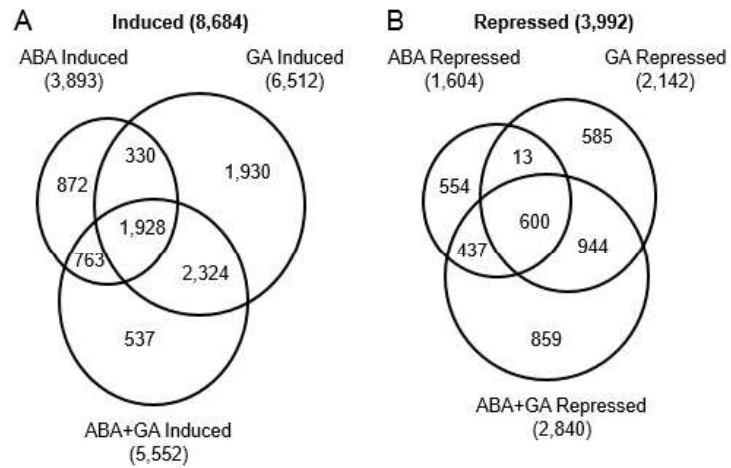 A
Induced (8,684)
ABA Induced
(3,893)
GA Induced
(6,512)
330
872
1,930
1,928
763
2,324
537
ABA+GA Induced
(5,552)
B
Repressed (3,992)
ABA Repressed
(1,604)
GA Repressed
(2,142)
13
585
554
600
437
944
859
ABA+GA Repressed
(2,840)